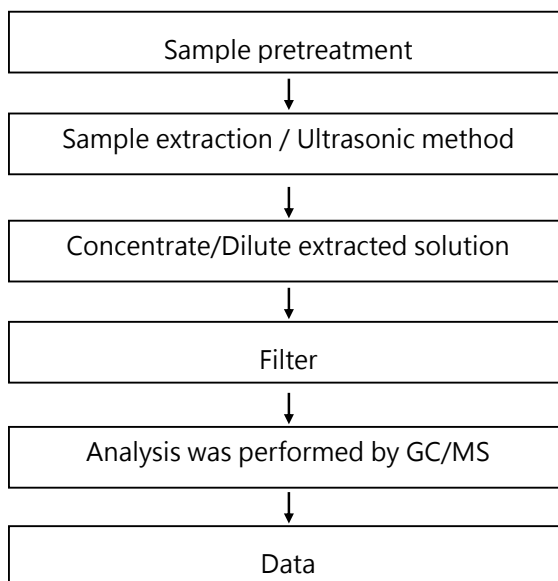 Sample pretreatment
Sample extraction / Ultrasonic method
Concentrate/Dilute extracted solution
Filter
Analysis was performed by GC/MS
Data